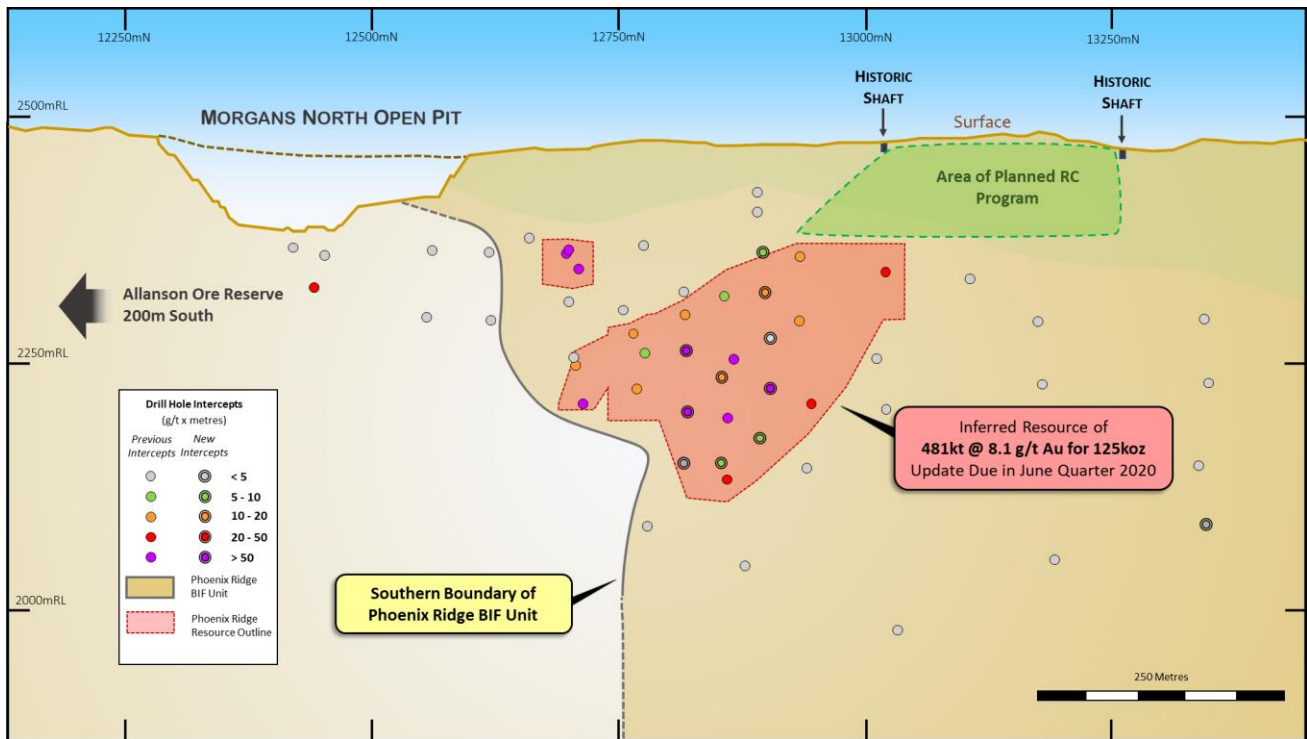 12250mN 12500mN 12750mN 13000mN 13250mN
HISTORIC
SHAFT
HISTORIC
SHAFT
2500mRL
MORGANS NORTH OPEN PIT
Surface
Area of Planned RC
Program
Allanson Ore Reserve
200m South
2250mRL
Drill Hole Intercepts
(g/t x metres)
Previous
Intercepts
New
Intercepts
< 5
5 - 10
10 - 20
20 - 50
> 50
Phoenix Ridge
BIF Unit
Phoenix Ridge
Resource Outline
Inferred Resource of
481kt @ 8.1 g/t Au for 125koz
Update Due in June Quarter 2020
Southern Boundary of
Phoenix Ridge BIF Unit
2000mRL
250 Metres